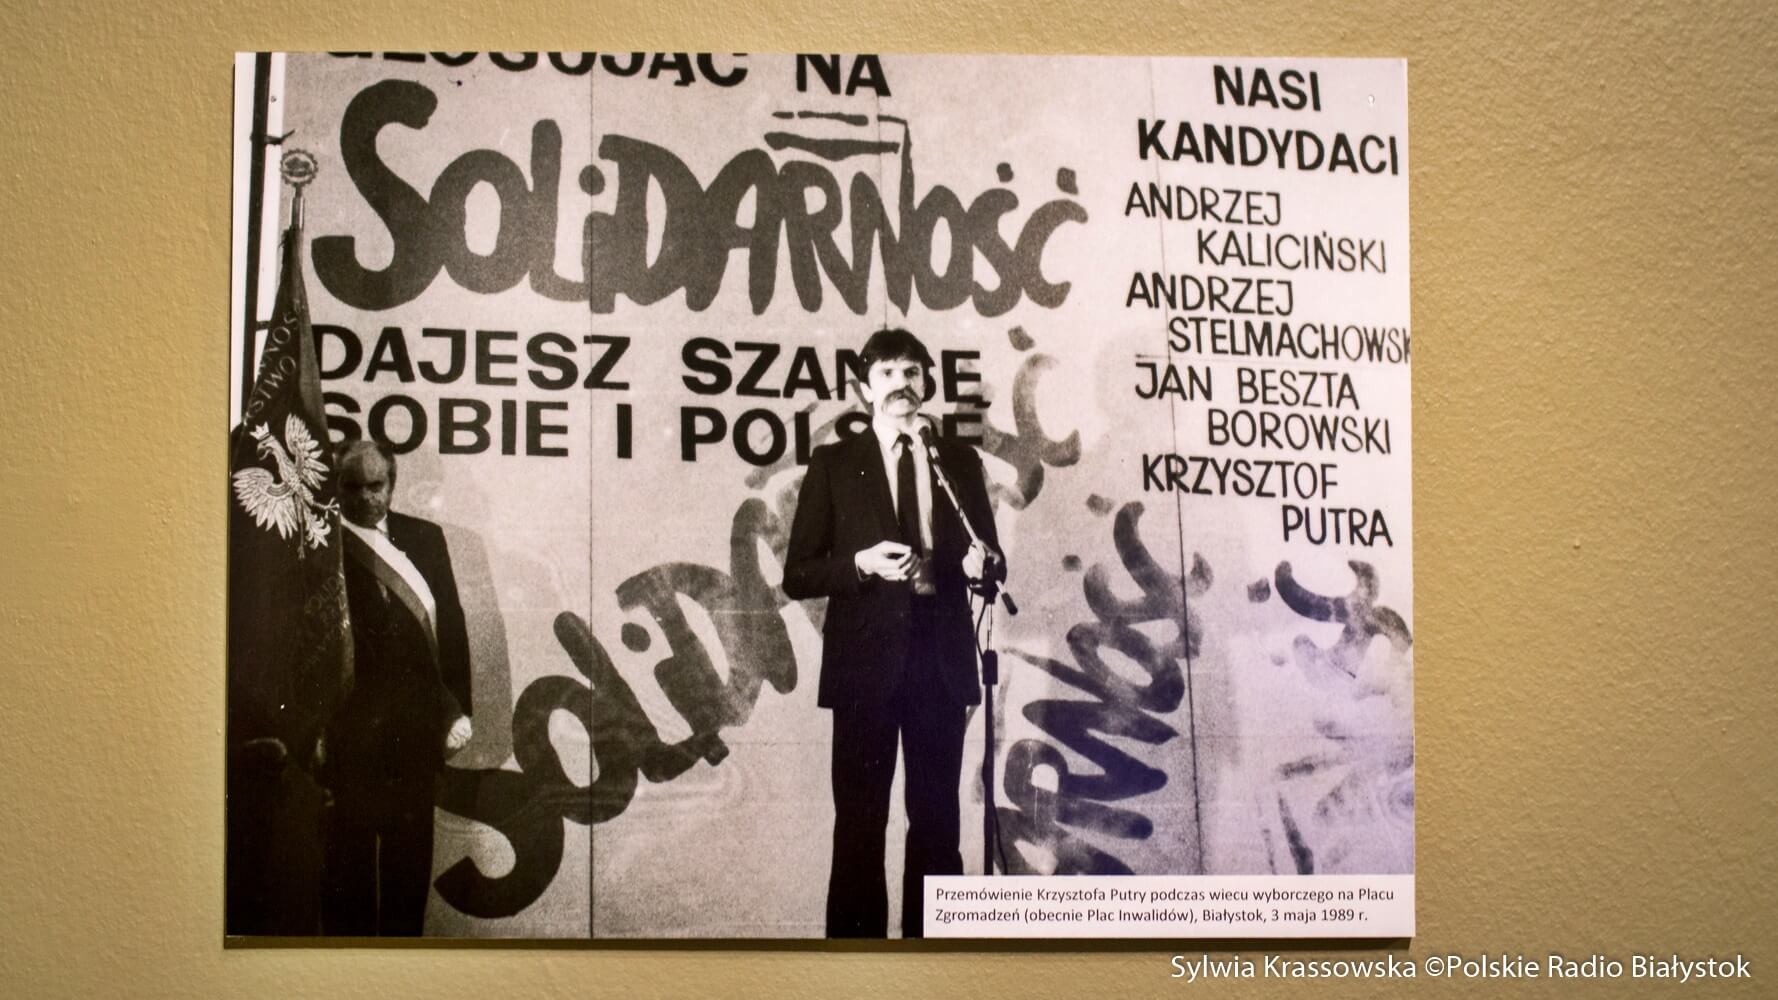 GŁOSUJĄC NA
SOLIDARNOŚĆ
DAJESZ SZANSĘ
SOBIE I POLSCE
NASI
KANDYDACI
ANDRZEJ
KALICIŃSKI
ANDRZEJ
STELMACHOWSK
JAN BESZTA
BOROWSKI
KRZYSZTOF
PUTRA
SOLIDA
ARNOŚĆ
Przemówienie Krzysztofa Putry podczas wiecu wyborczego na Placu
Zgromadzeń (obecnie Plac Inwalidów), Białystok, 3 maja 1989 r.
Sylwia Krassowska ©Polskie Radio Białystok